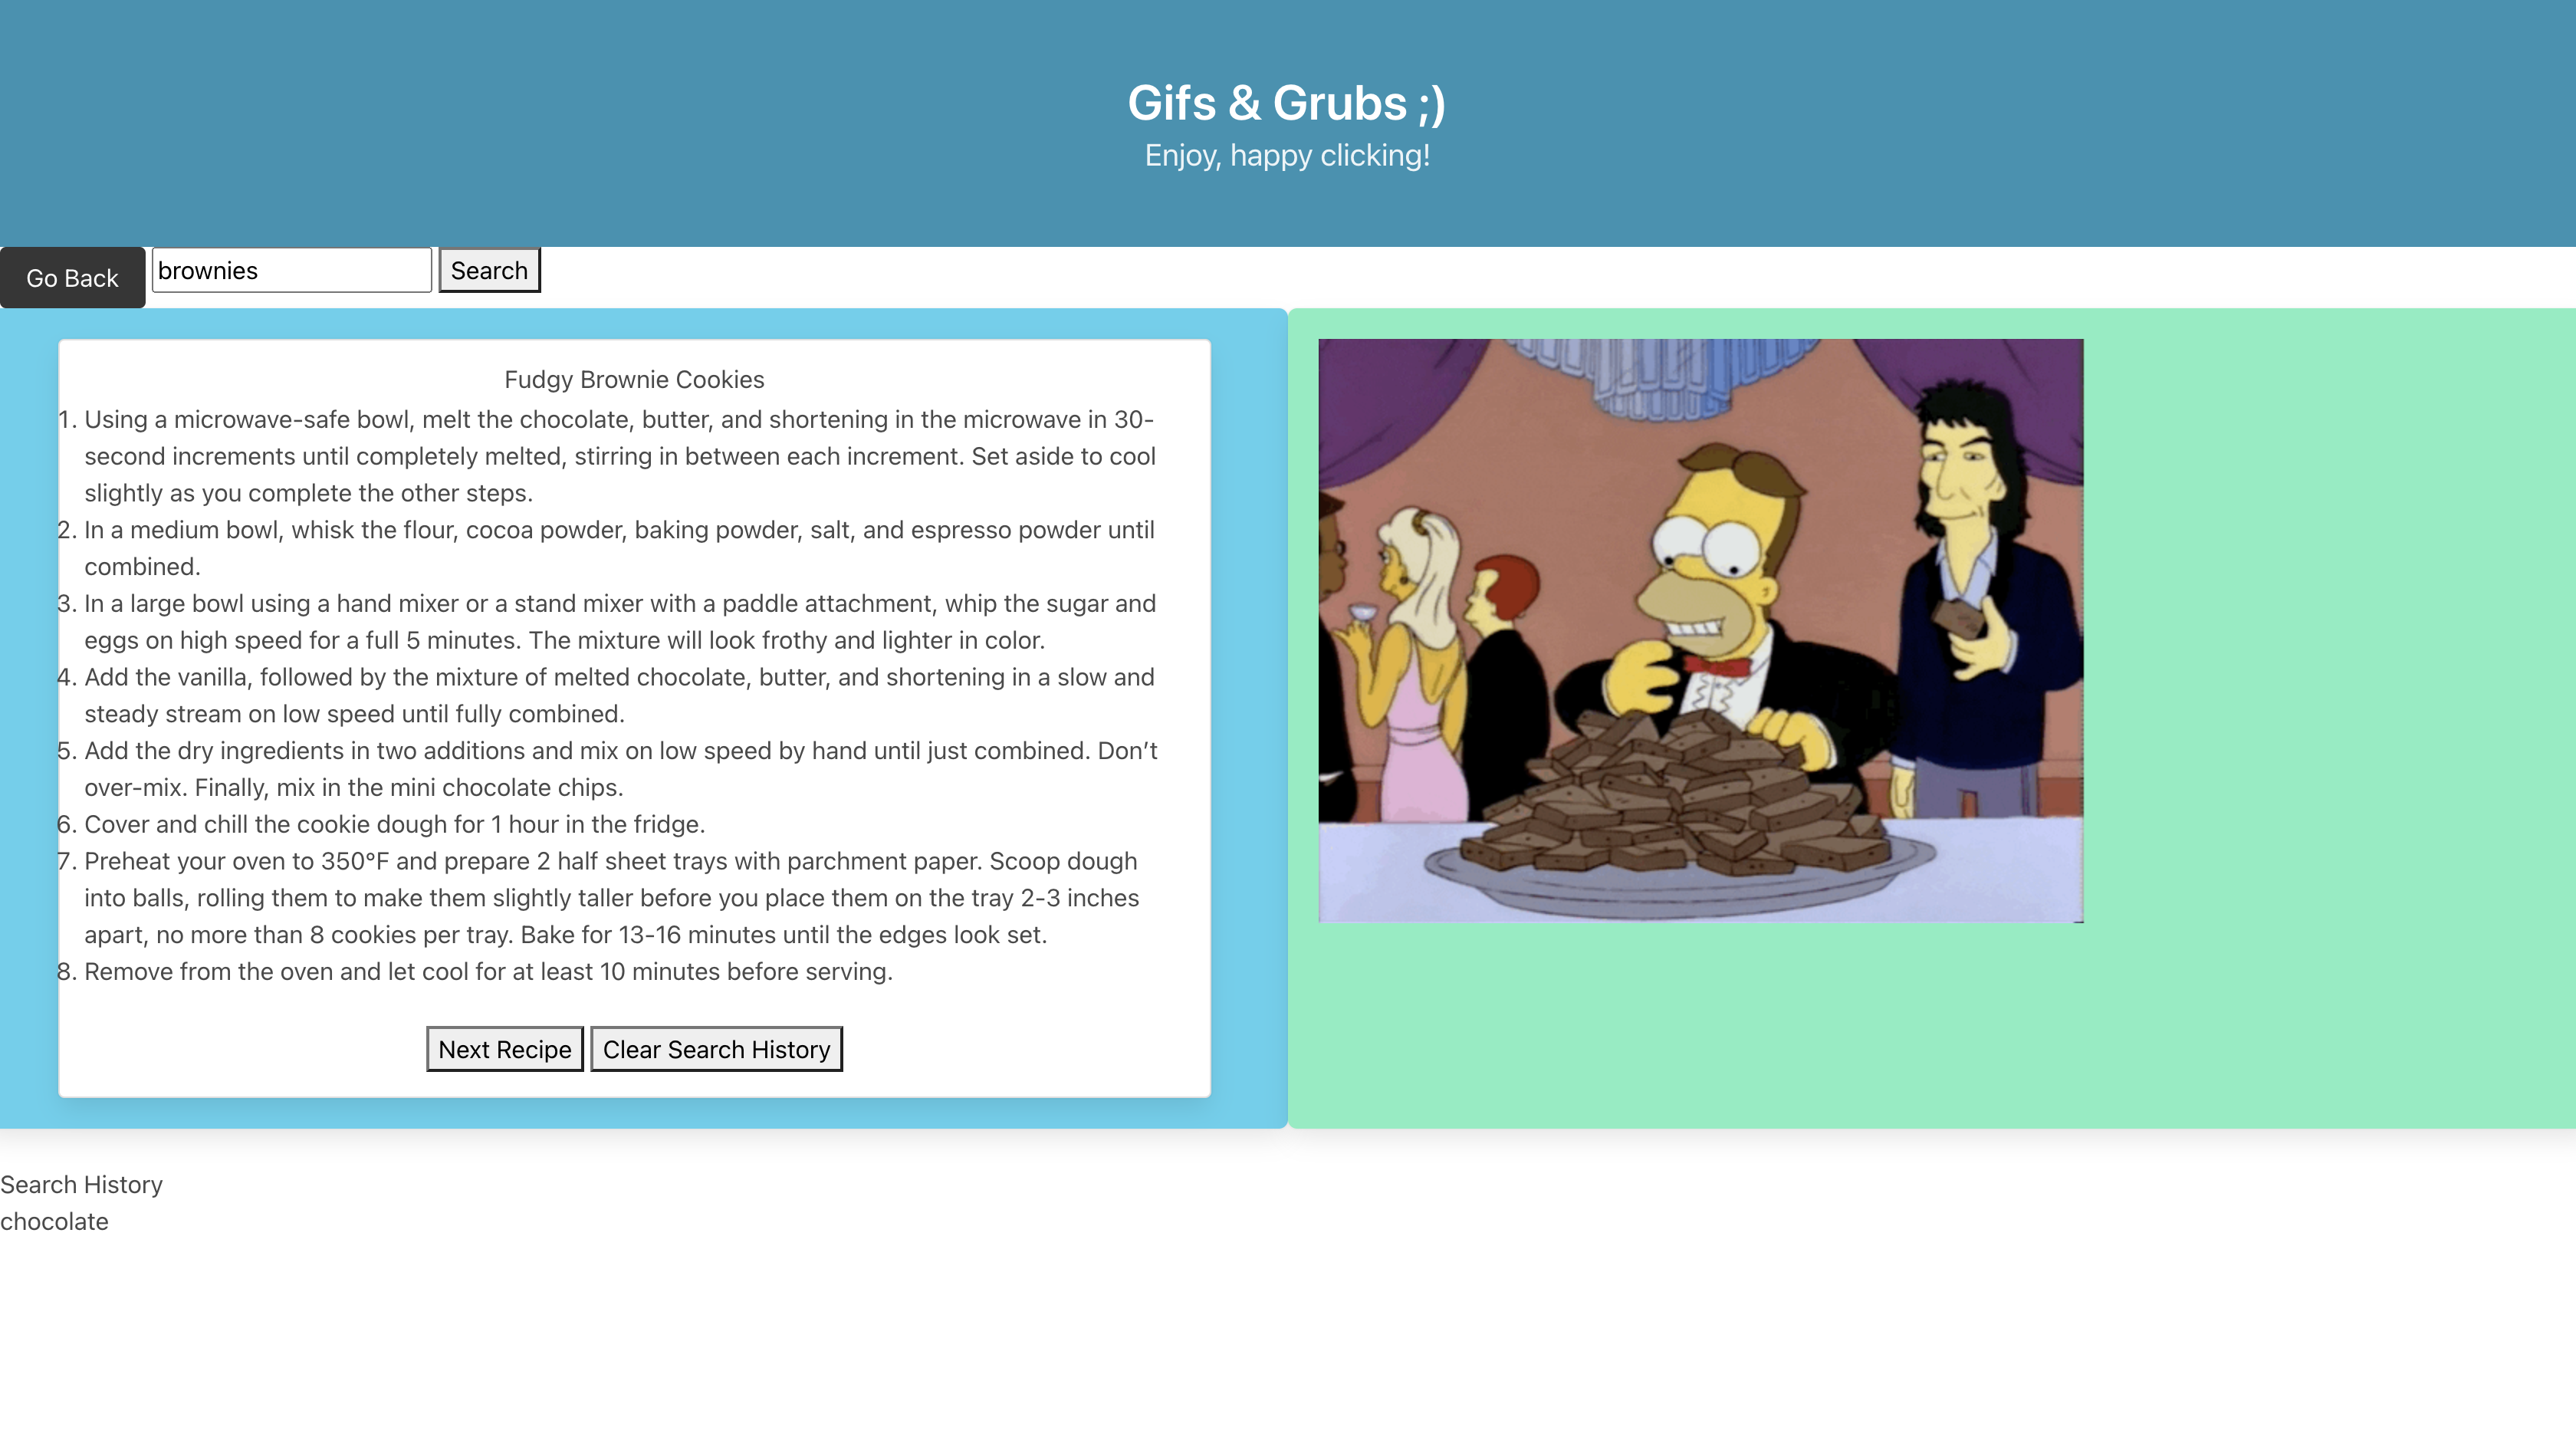 Gifs & Grubs ;)
Enjoy, happy clicking!
Go Back
brownies
Search
Fudgy Brownie Cookies
1. Using a microwave-safe bowl, melt the chocolate, butter, and shortening in the microwave in 30-
second increments until completely melted, stirring in between each increment. Set aside to cool
slightly as you complete the other steps.
2. In a medium bowl, whisk the flour, cocoa powder, baking powder, salt, and espresso powder until
combined.
3. In a large bowl using a hand mixer or a stand mixer with a paddle attachment, whip the sugar and
eggs on high speed for a full 5 minutes. The mixture will look frothy and lighter in color.
4. Add the vanilla, followed by the mixture of melted chocolate, butter, and shortening in a slow and
steady stream on low speed until fully combined.
5. Add the dry ingredients in two additions and mix on low speed by hand until just combined. Don’t
over-mix. Finally, mix in the mini chocolate chips.
6. Cover and chill the cookie dough for 1 hour in the fridge.
7. Preheat your oven to 350°F and prepare 2 half sheet trays with parchment paper. Scoop dough
into balls, rolling them to make them slightly taller before you place them on the tray 2-3 inches
apart, no more than 8 cookies per tray. Bake for 13-16 minutes until the edges look set.
8. Remove from the oven and let cool for at least 10 minutes before serving.
Next Recipe
Clear Search History
Search History
chocolate